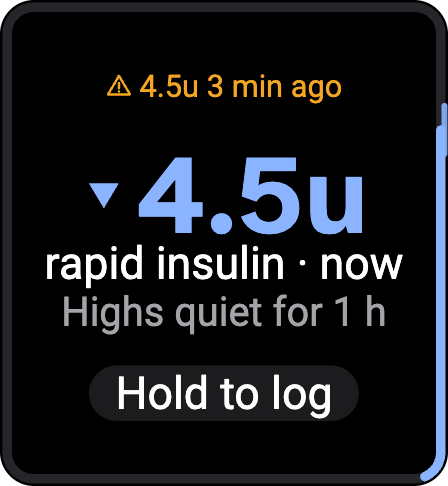 ⚠ 4.5u 3 min ago
▼ 4.5u
rapid insulin · now
Highs quiet for 1 h
Hold to log